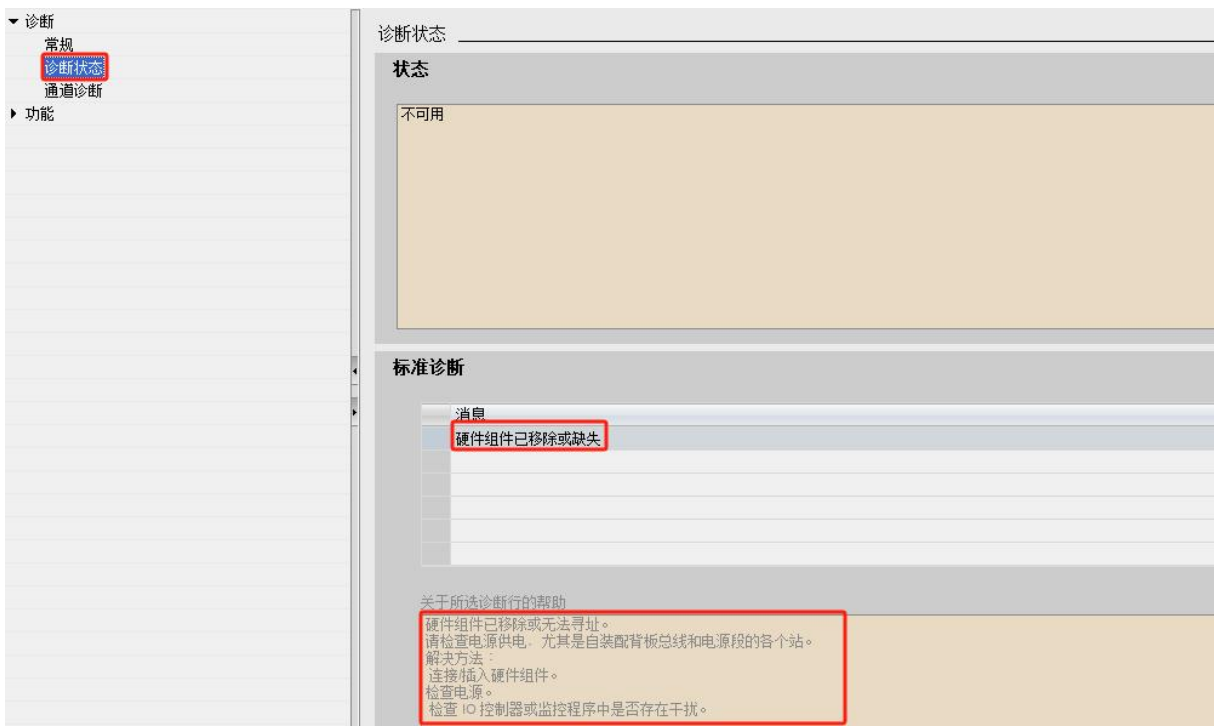 诊断
常规
诊断状态
通道诊断
功能
诊断状态
状态
不可用
标准诊断
消息
硬件组件已移除或缺失
关于所选诊断行的帮助
硬件组件已移除或无法寻址。
请检查电源供电，尤其是自装配背板总线和电源段的各个站。
解决方法：
连接/插入硬件组件。
检查电源。
检查 IO 控制器或监控程序中是否存在干扰。